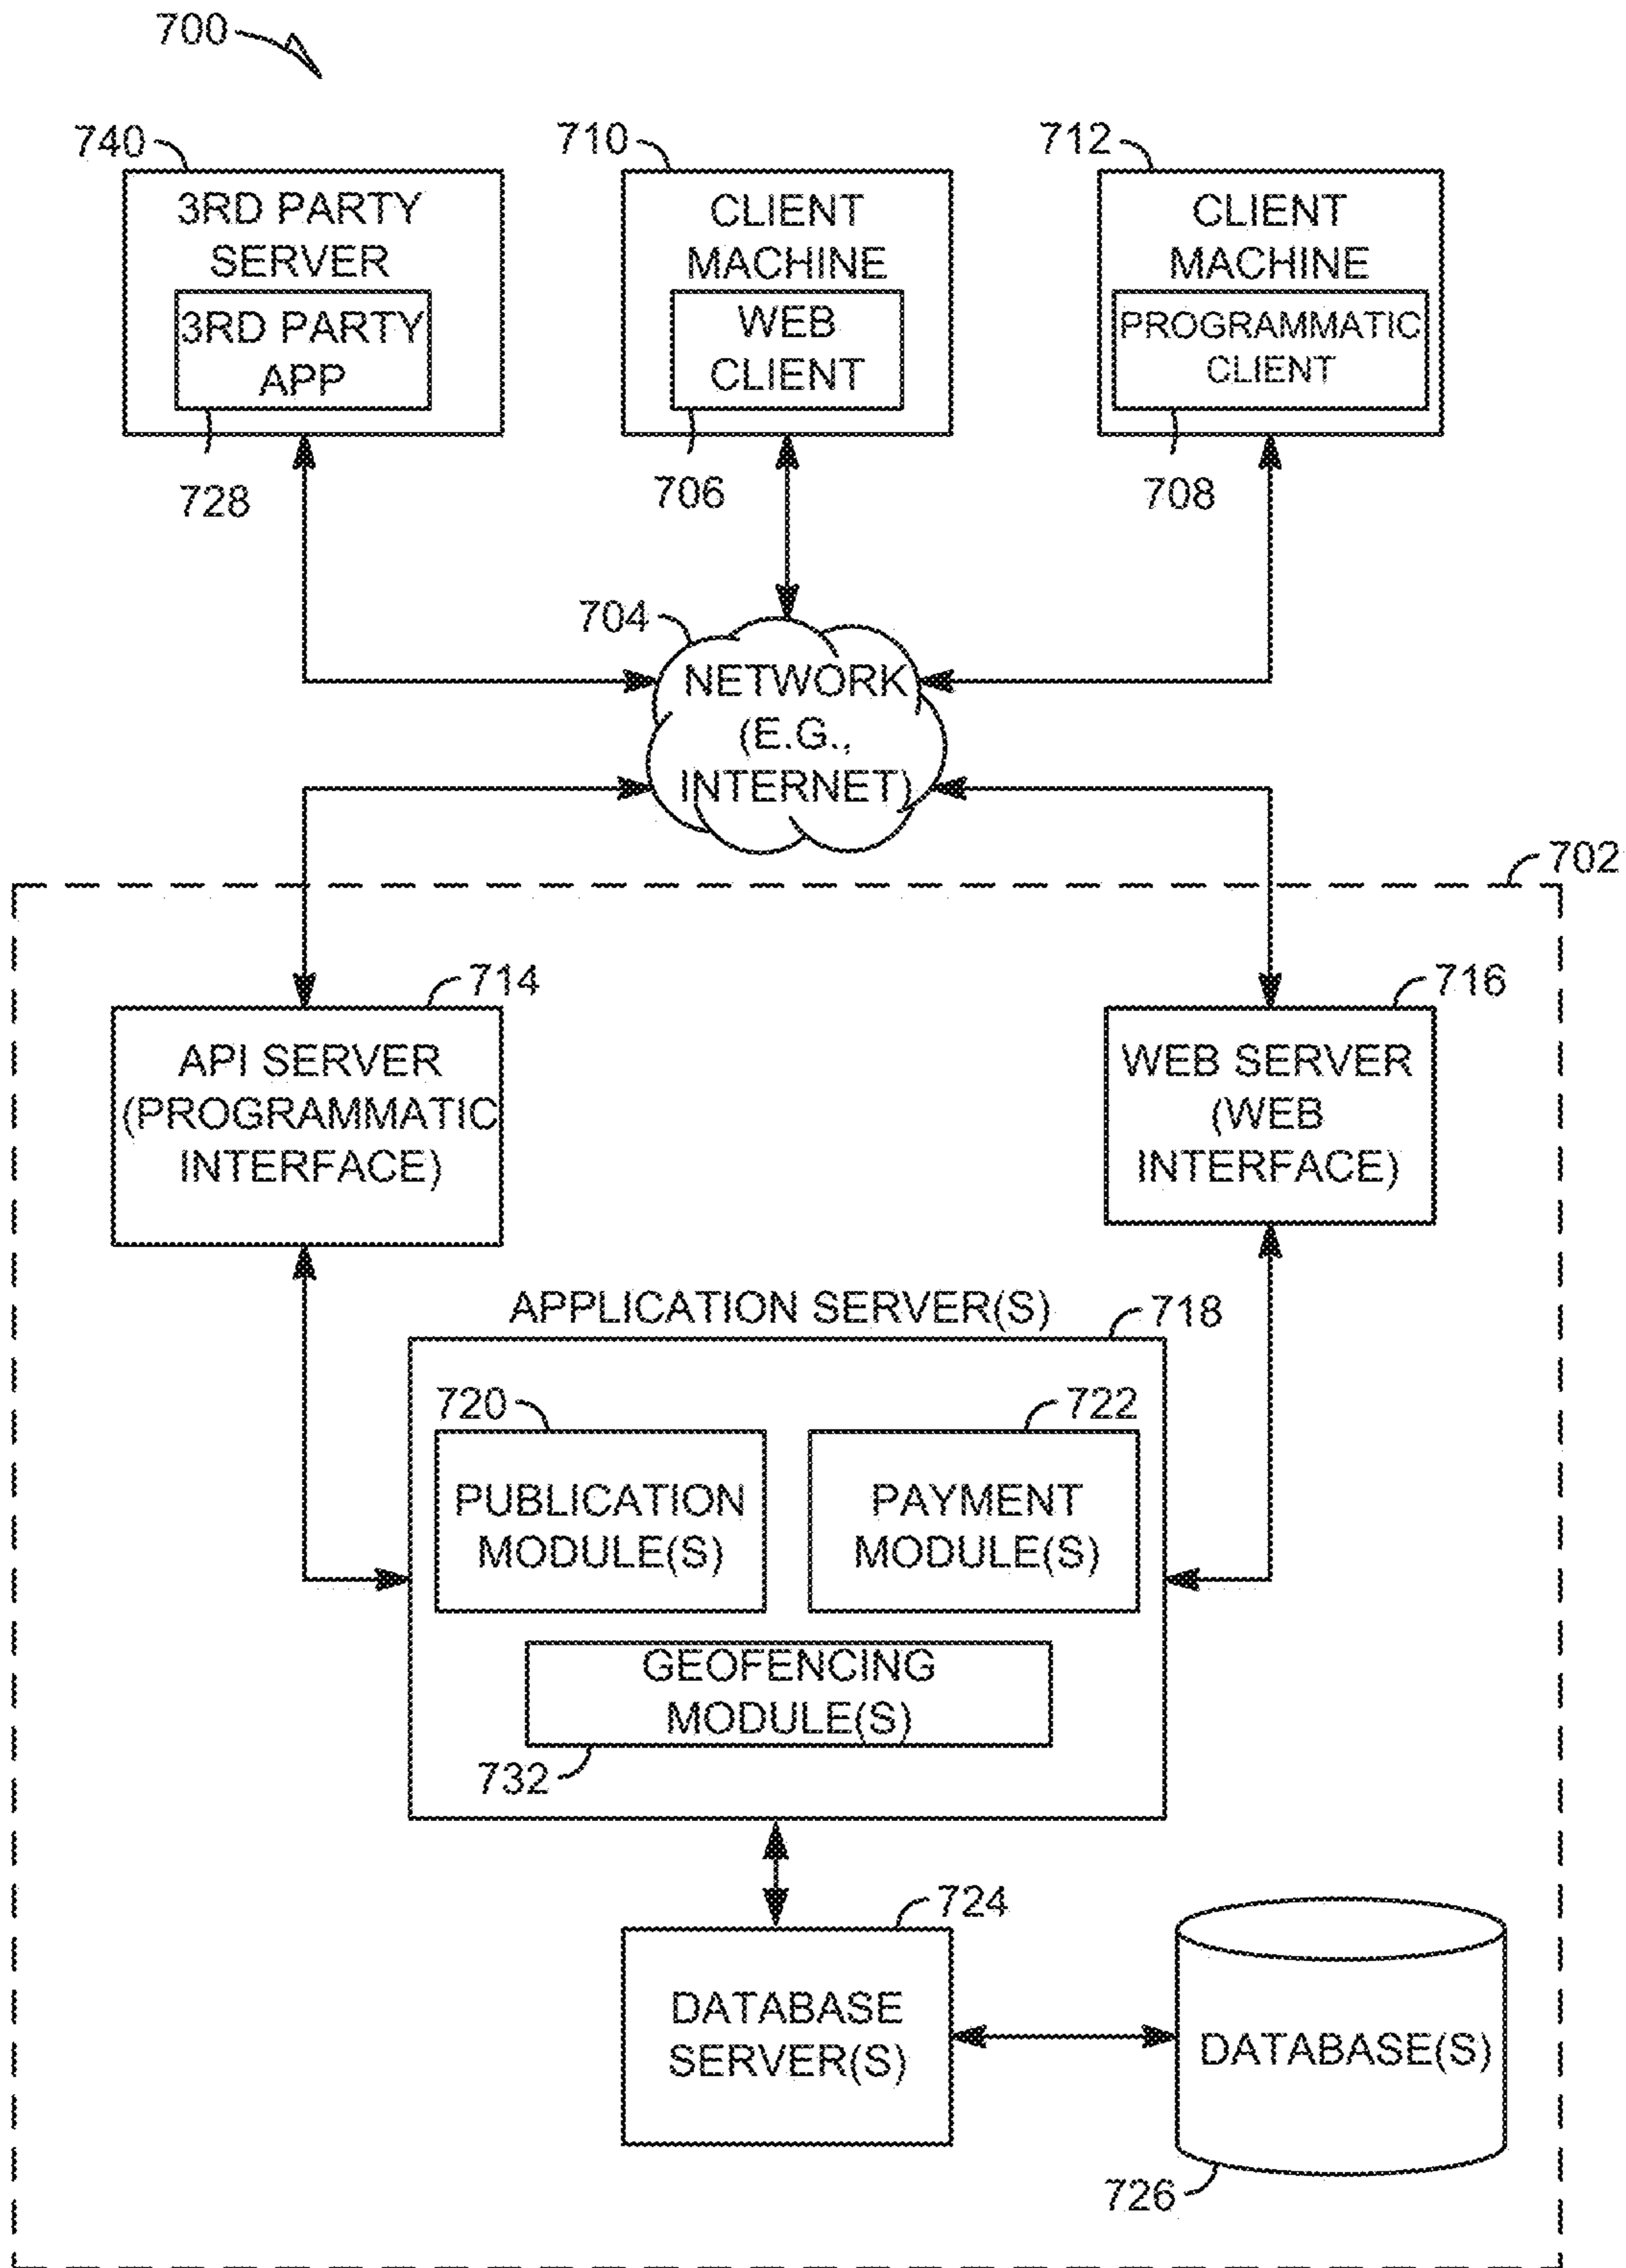 700
740
710
712
3RD PARTY
SERVER
3RD PARTY
APP
728
CLIENT
MACHINE
WEB
CLIENT
706
CLIENT
MACHINE
PROGRAMMATIC
CLIENT
708
704
NETWORK
(E.G.,
INTERNET)
702
714
API SERVER
(PROGRAMMATIC
INTERFACE)
716
WEB SERVER
(WEB
INTERFACE)
APPLICATION SERVER(S)
718
720
PUBLICATION
MODULE(S)
722
PAYMENT
MODULE(S)
GEOFENCING
MODULE(S)
732
724
DATABASE
SERVER(S)
DATABASE(S)
726